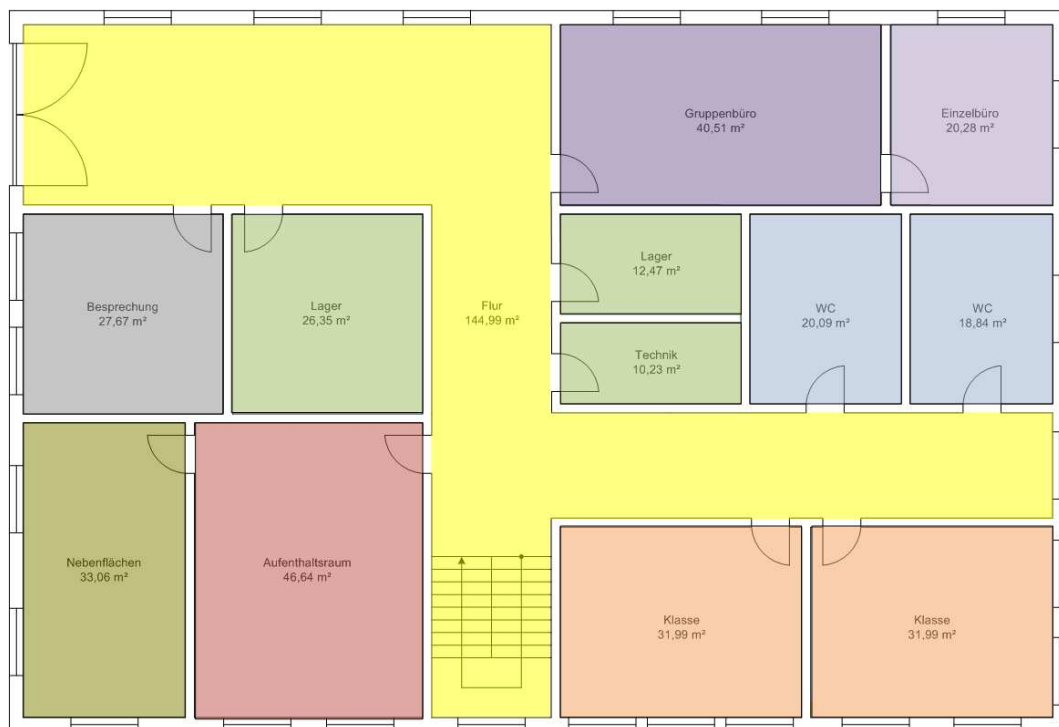 Gruppenbüro
40,51 m²
Einzelbüro
20,28 m²
Besprechung
27,67 m²
Lager
26,35 m²
Flur
144,99 m²
Lager
12,47 m²
Technik
10,23 m²
WC
20,09 m²
WC
18,84 m²
Nebenflächen
33,06 m²
Aufenthaltsraum
46,64 m²
Klasse
31,99 m²
Klasse
31,99 m²